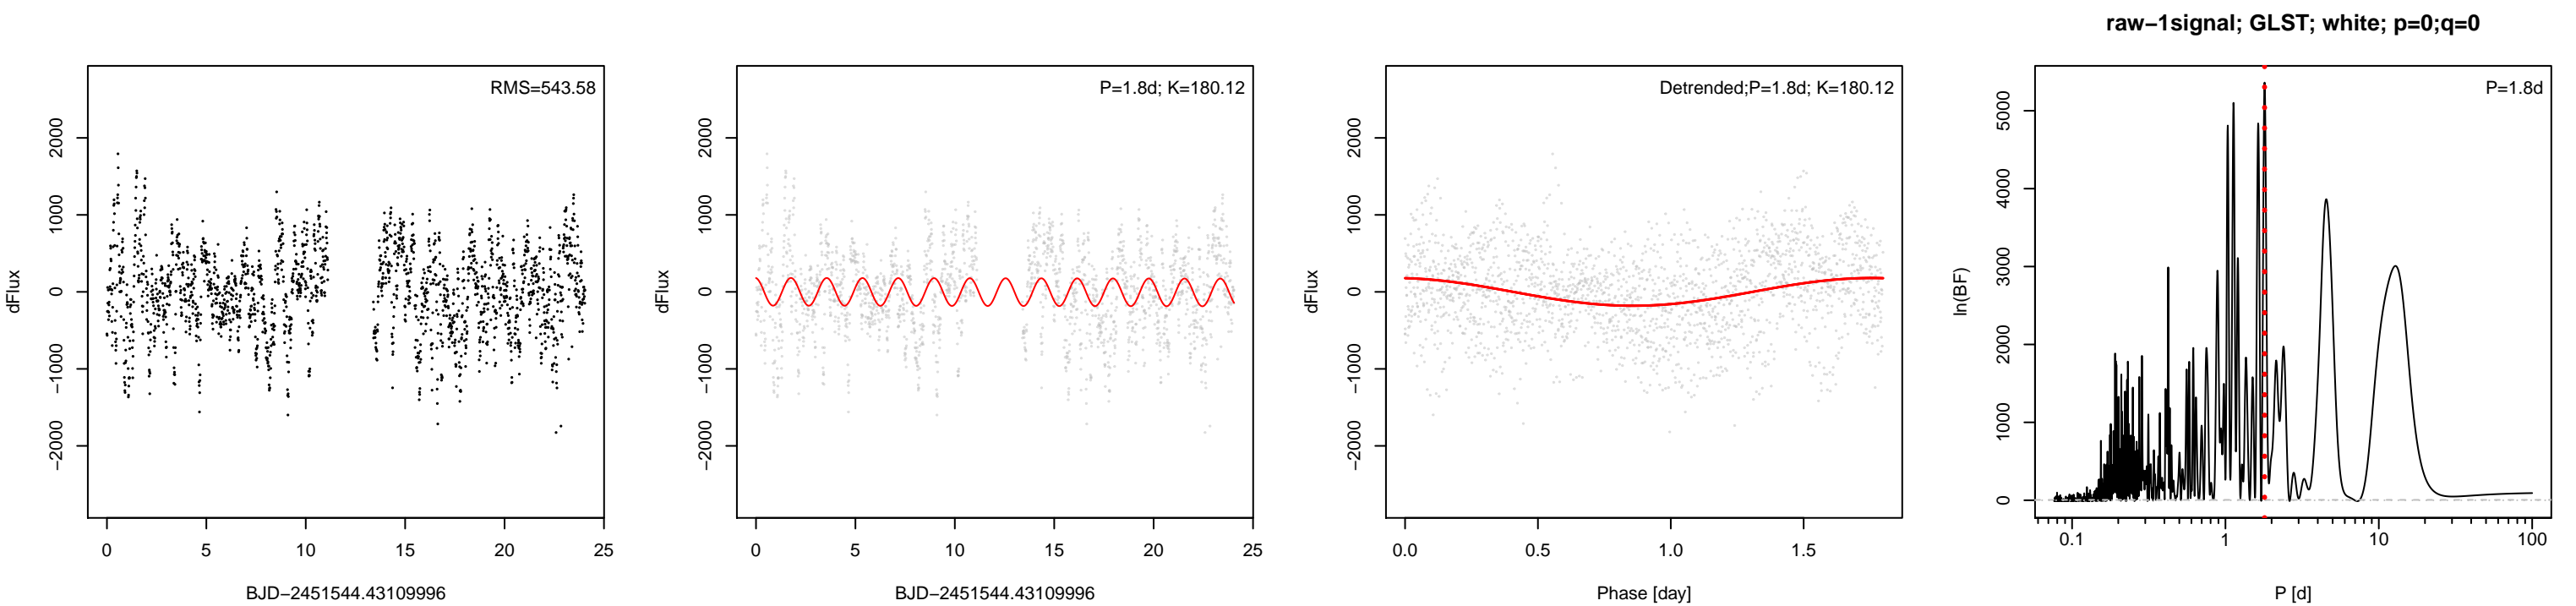 raw−1signal; GLST; white; p=0;q=0
RMS=543.58
dFlux
2000
1000
0
−1000
−2000
0 5 10 15 20 25
BJD−2451544.43109996
P=1.8d; K=180.12
dFlux
2000
1000
0
−1000
−2000
0 5 10 15 20 25
BJD−2451544.43109996
Detrended;P=1.8d; K=180.12
dFlux
2000
1000
0
−1000
−2000
0.0 0.5 1.0 1.5
Phase [day]
P=1.8d
ln(BF)
5000
4000
3000
2000
1000
0
0.1 1 10 100
P [d]